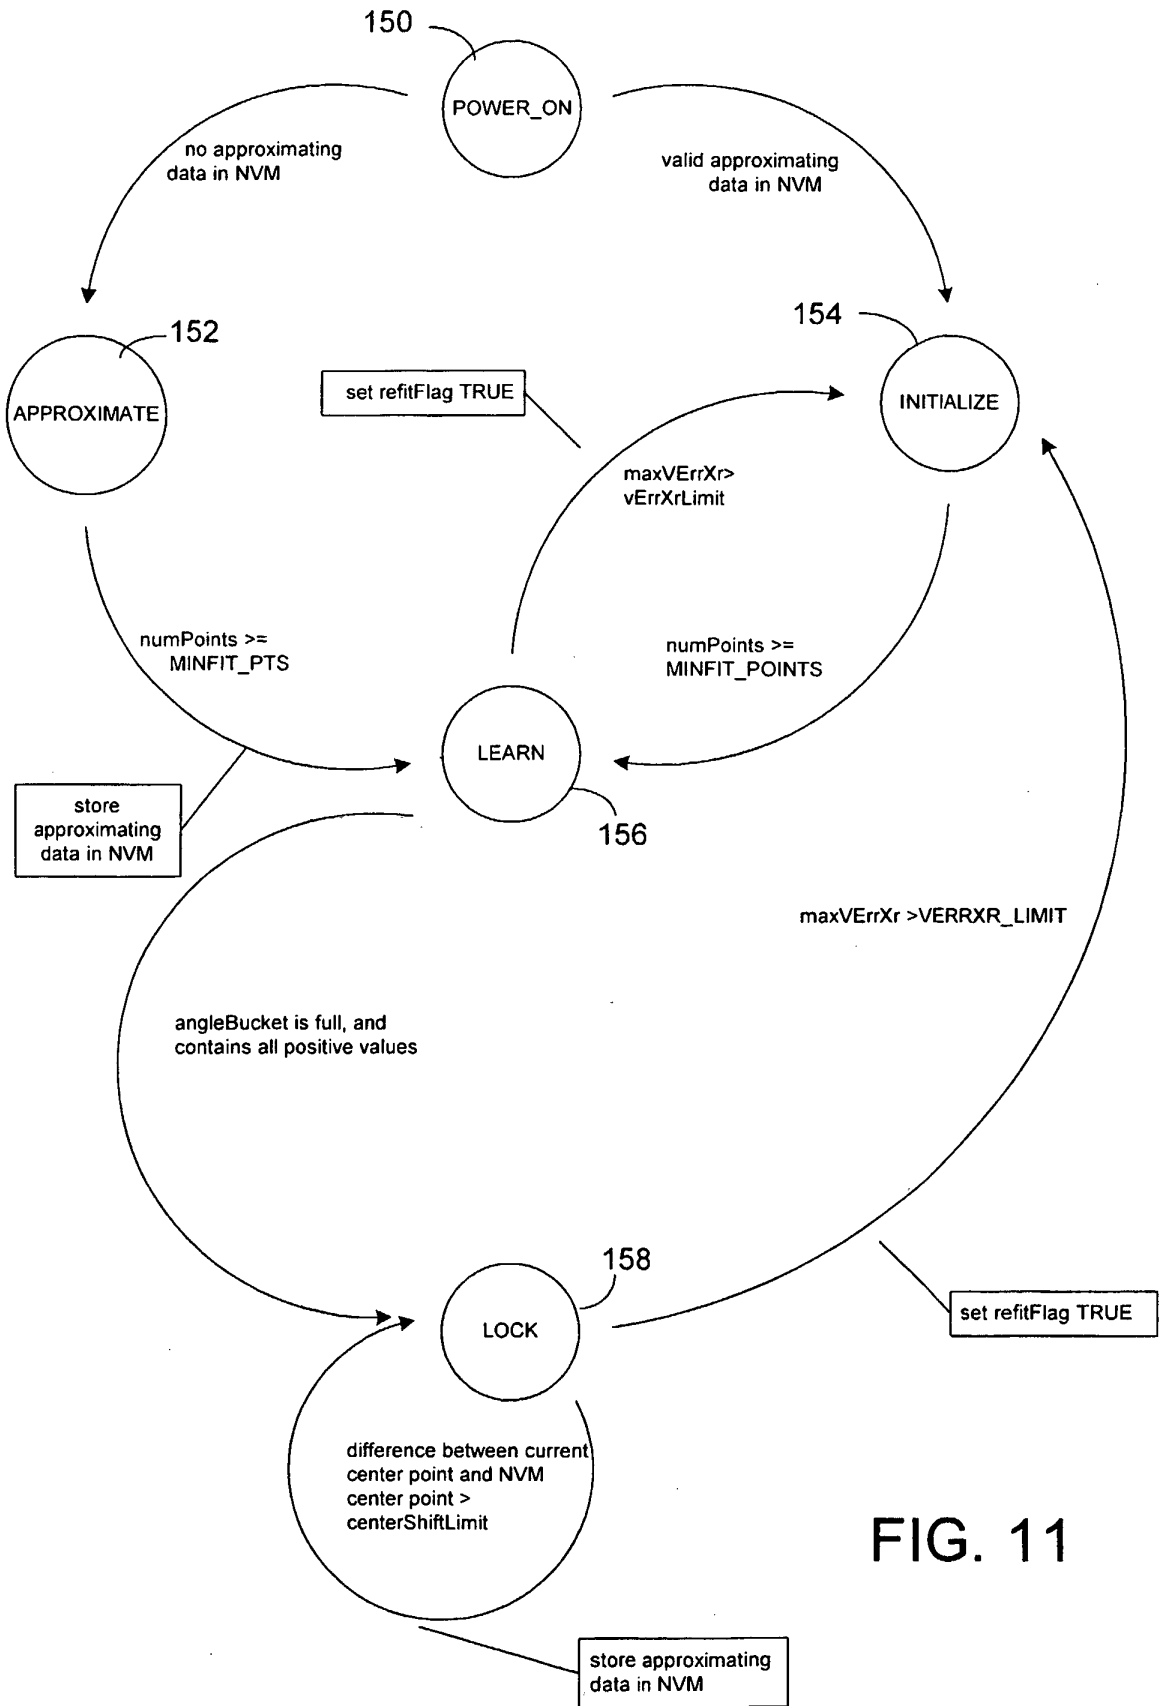 150
POWER_ON
no approximating
data in NVM
valid approximating
data in NVM
152
154
APPROXIMATE
set refitFlag TRUE
INITIALIZE
maxVErrXr>
vErrXrLimit
numPoints >=
MINFIT_PTS
numPoints >=
MINFIT_POINTS
LEARN
156
store
approximating
data in NVM
maxVErrXr >VERRXR_LIMIT
angleBucket is full, and
contains all positive values
158
LOCK
set refitFlag TRUE
difference between current
center point and NVM
center point >
centerShiftLimit
FIG. 11
store approximating
data in NVM